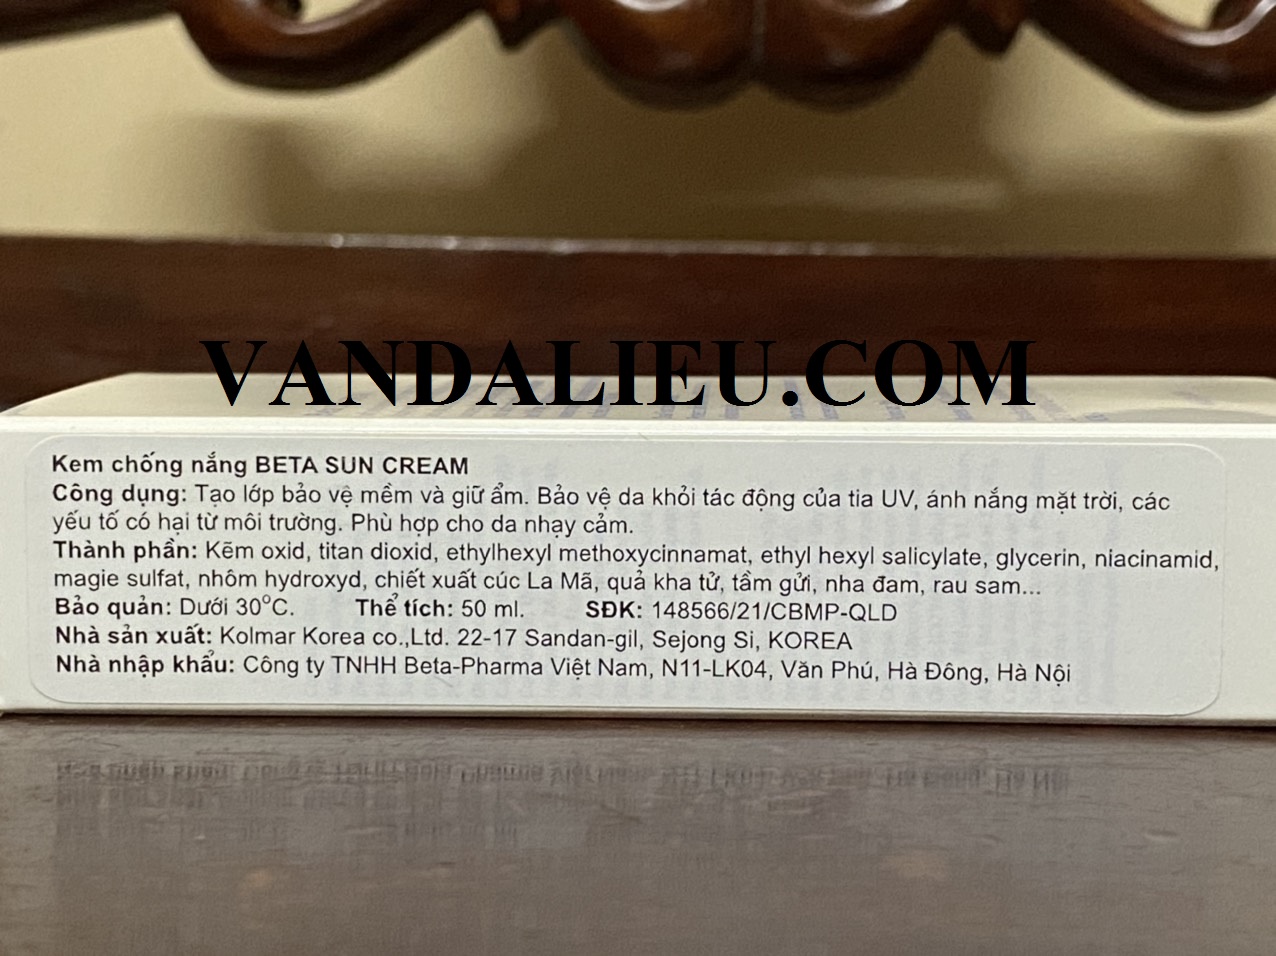 VANDALIEU.COM
Kem chống nắng BETA SUN CREAM
Công dụng: Tạo lớp bảo vệ mềm và giữ ẩm. Bảo vệ da khỏi tác động của tia UV, ánh nắng mặt trời, các
yếu tố có hại từ môi trường. Phù hợp cho da nhạy cảm.
Thành phần: Kẽm oxid, titan dioxid, ethylhexyl methoxycinnamat, ethyl hexyl salicylate, glycerin, niacinamid,
magie sulfat, nhôm hydroxyd, chiết xuất cúc La Mã, quả kha tử, tầm gửi, nha đam, rau sam...
Bảo quản: Dưới 30°C. Thể tích: 50 ml. SĐK: 148566/21/CBMP-QLD
Nhà sản xuất: Kolmar Korea co.,Ltd. 22-17 Sandan-gil, Sejong Si, KOREA
Nhà nhập khẩu: Công ty TNHH Beta-Pharma Việt Nam, N11-LK04, Văn Phú, Hà Đông, Hà Nội